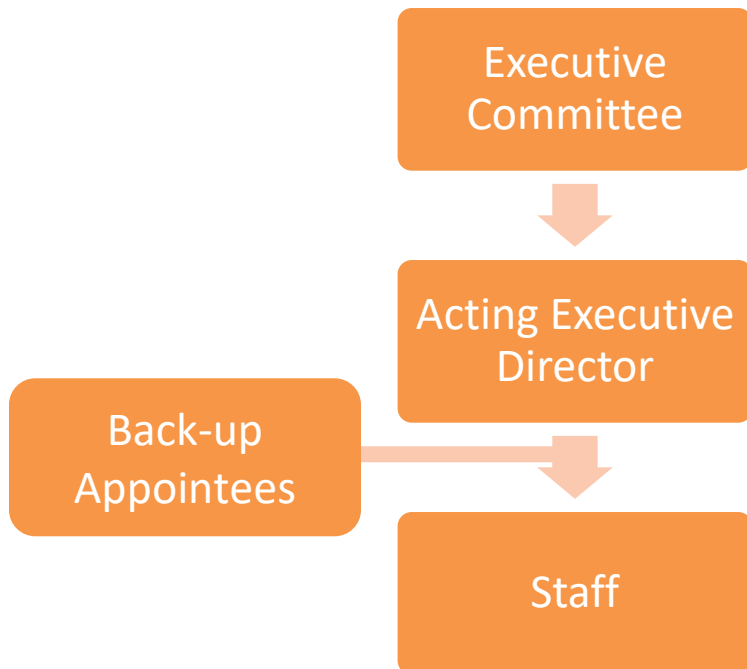 Executive
Committee
Acting Executive
Director
Back-up
Appointees
Staff